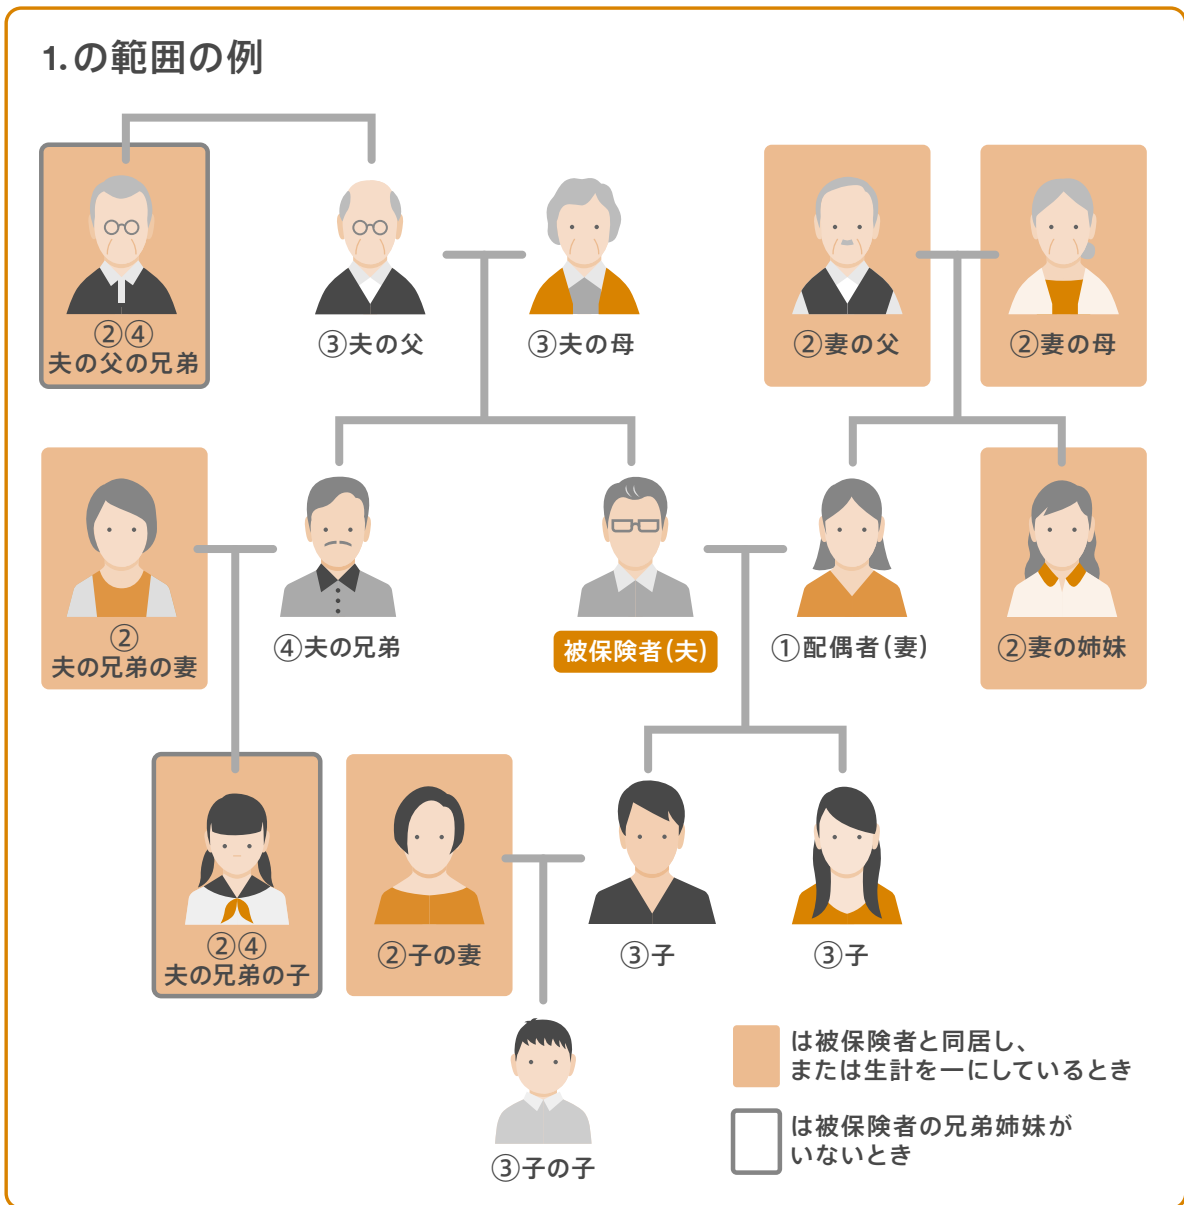 1.の範囲の例
②④
夫の父の兄弟
③夫の父
③夫の母
②妻の父
②妻の母
②
夫の兄弟の妻
④夫の兄弟
被保険者(夫)
①配偶者(妻)
②妻の姉妹
②④
夫の兄弟の子
②子の妻
③子
③子
③子の子
は被保険者と同居し、
または生計を一にしているとき
は被保険者の兄弟姉妹が
いないとき